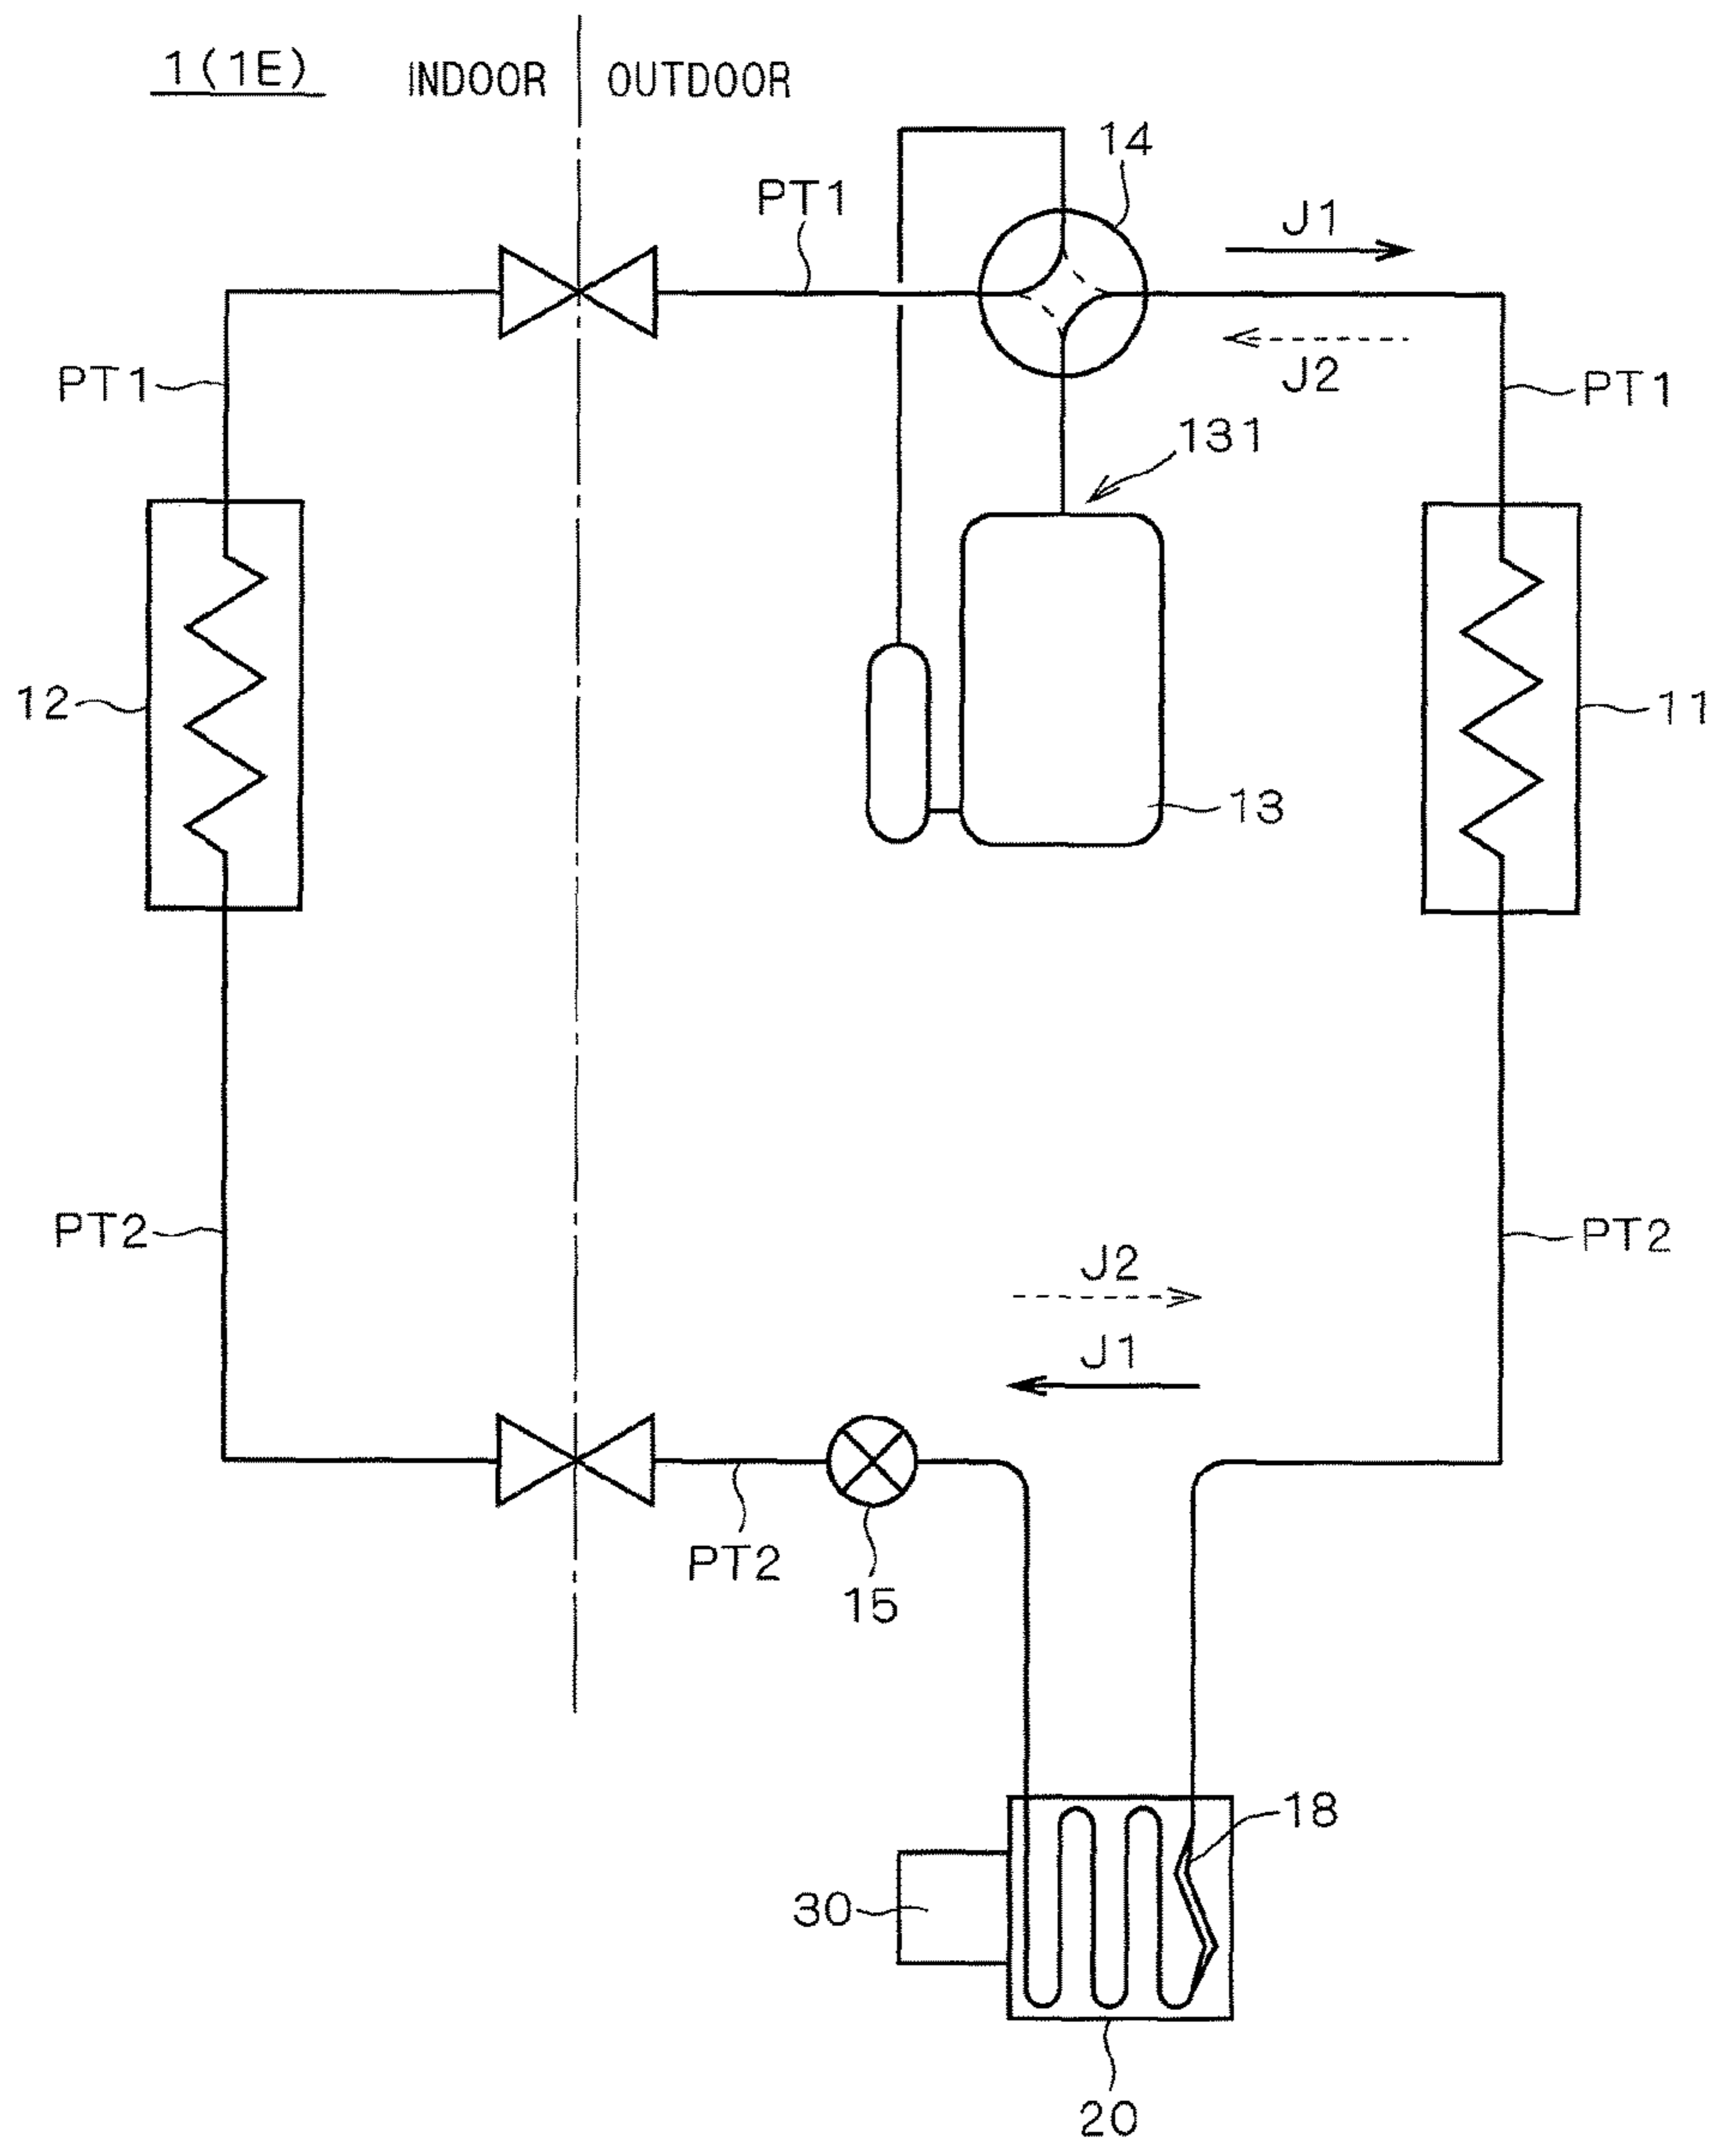 1(1E)
INDOOR
OUTDOOR
14
PT1
J1
J2
PT1
PT1
131
12
11
13
PT2
PT2
J2
J1
PT2
15
18
30
20